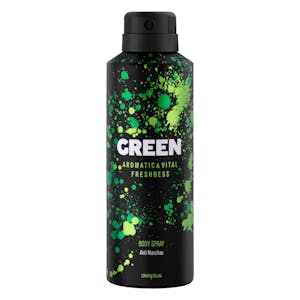 GREEN
AROMATIC & VITAL
FRESHNESS
BODY SPRAY
Anti Manchas
deliplus